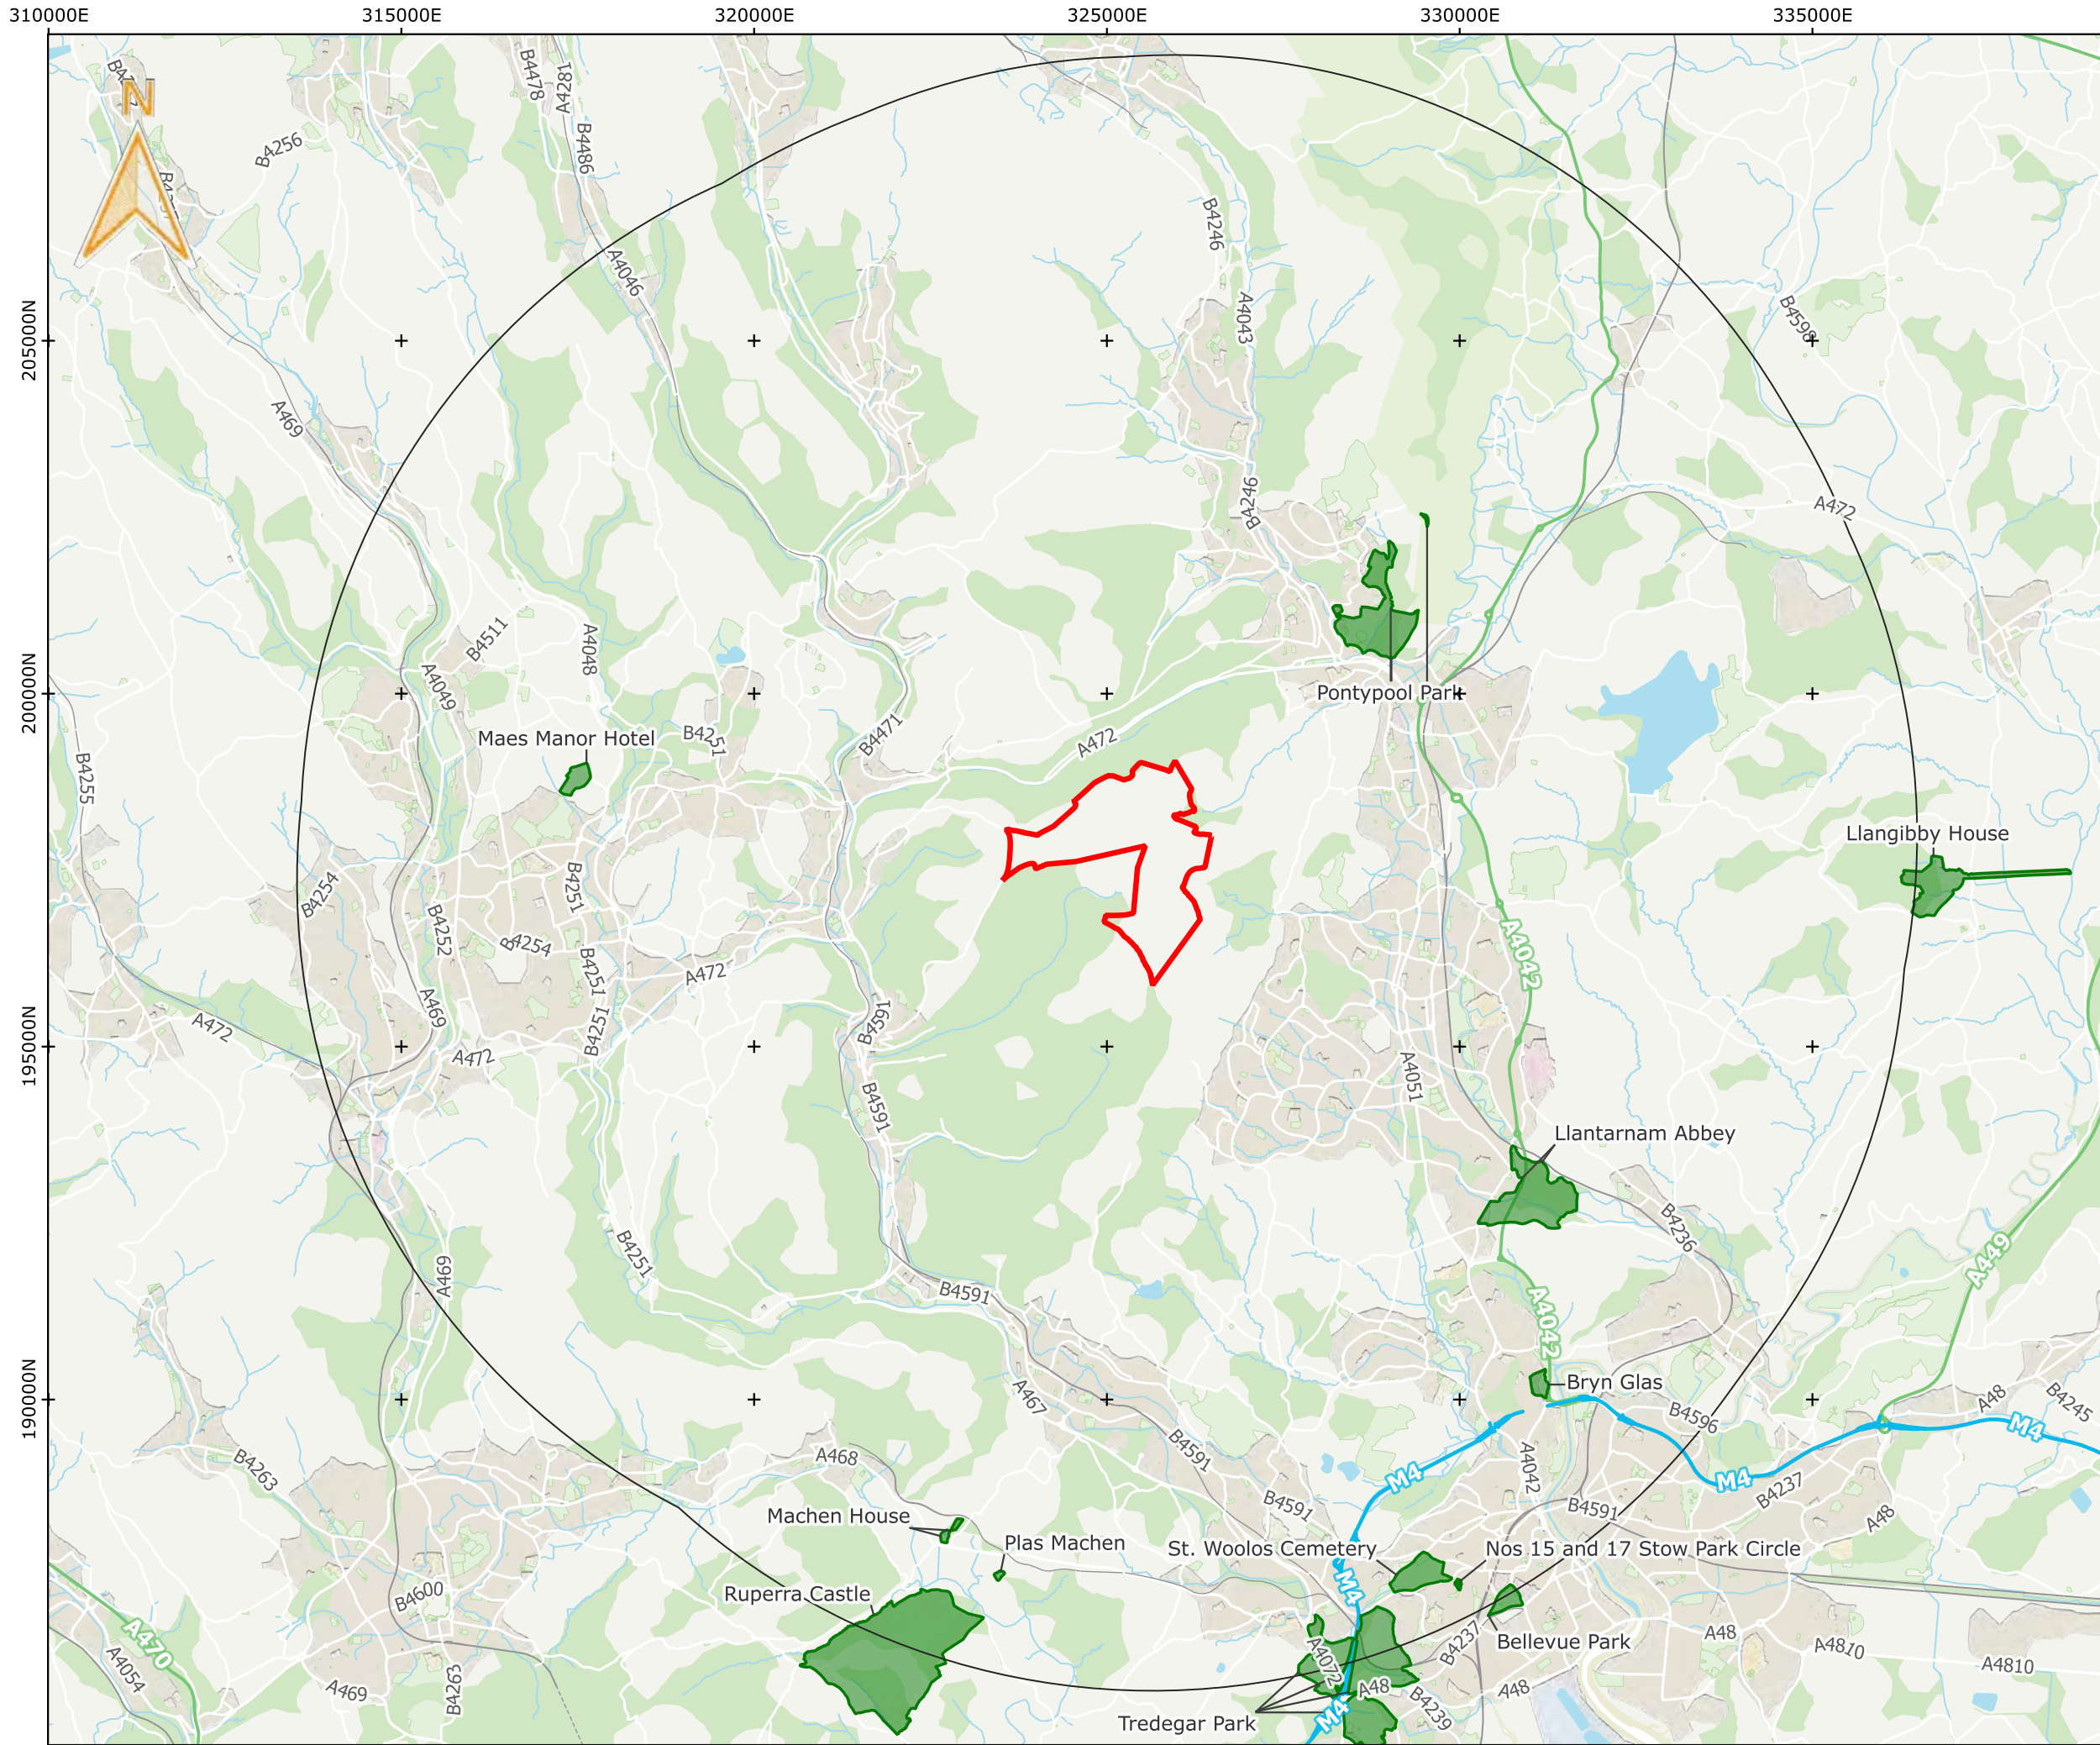 310000E
315000E
320000E
325000E
330000E
335000E
N
B4256
B4478
A4281
B4486
A4046
B4246
A4043
B4598
205000N
A469
B4246
A472
B4511
A4048
A4049
200000N
Pontypool Park
Maes Manor Hotel
B4251
B4471
A472
B4255
Llangibby House
B4254
B4251
B4252
B4254
A4042
B4251
A472
A469
195000N
A472
B4251
A472
B4591
B4591
A4051
Llantarnam Abbey
B4236
B4251
A469
A449
B4591
A4042
190000N
Bryn Glas
A467
B4596
A48
B4245
M4
B4263
A468
B4591
M4
A4042
M4
B4237
B4591
B4591
A48
Machen House
Plas Machen
St. Woolos Cemetery
Nos 15 and 17 Stow Park Circle
M4
Ruperra Castle
B4600
A470
A4054
Bellevue Park
B4237
A48
A4810
A4810
A4072
A469
B4263
A48
A48
B4239
M4
Tredegar Park